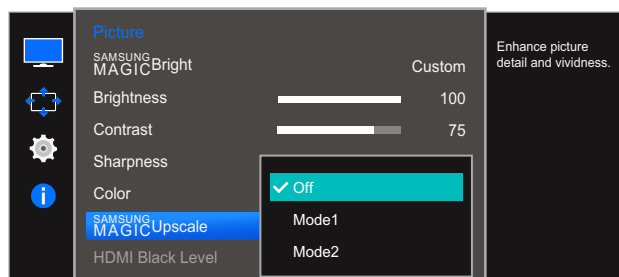 Picture
SAMSUNG
MAGICBright Custom
Brightness 100
Contrast 75
Sharpness
Color
SAMSUNG
MAGICUpscale
HDMI Black Level
Off
Mode1
Mode2
Enhance picture
detail and vividness.